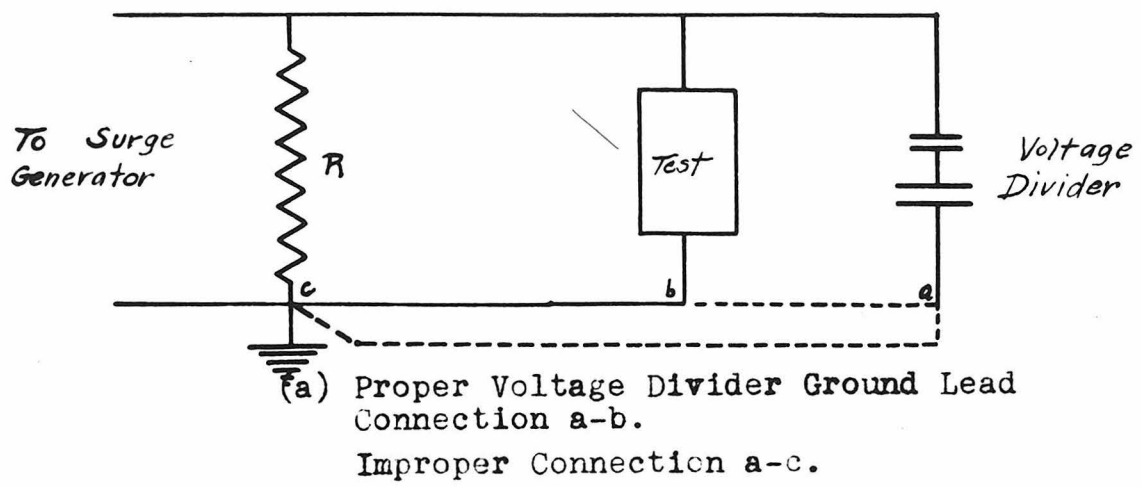 To Surge
Generator
R
Test
Voltage
Divider
c
b
a
(a) Proper Voltage Divider Ground Lead
Connection a-b.
Improper Connection a-c.